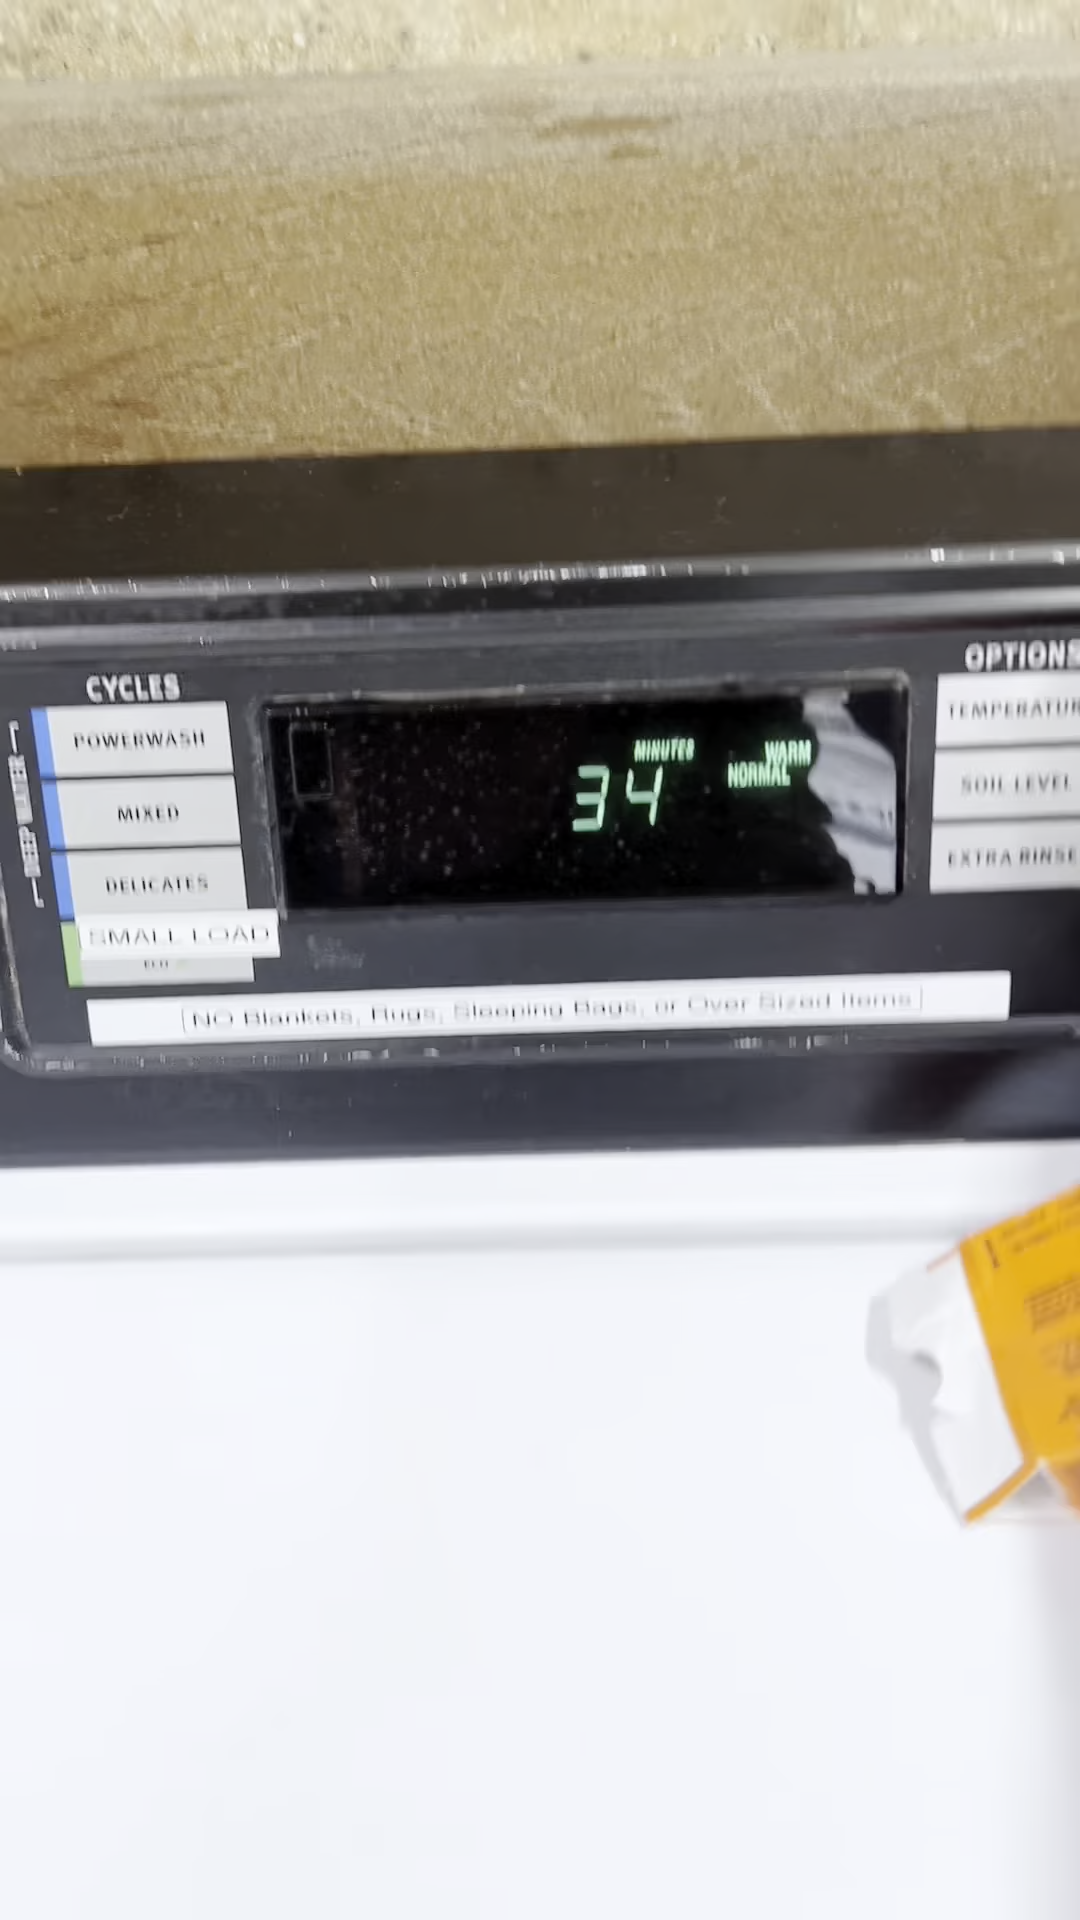 CYCLES
POWERWASH
MIXED
DELICATES
SMALL LOAD
MINUTES
34
WARM
NORMAL
OPTIONS
TEMPERATUR
SOIL LEVEL
EXTRA RINSE
NO Blankets, Rugs, Sleeping Bags, or Over Sized Items